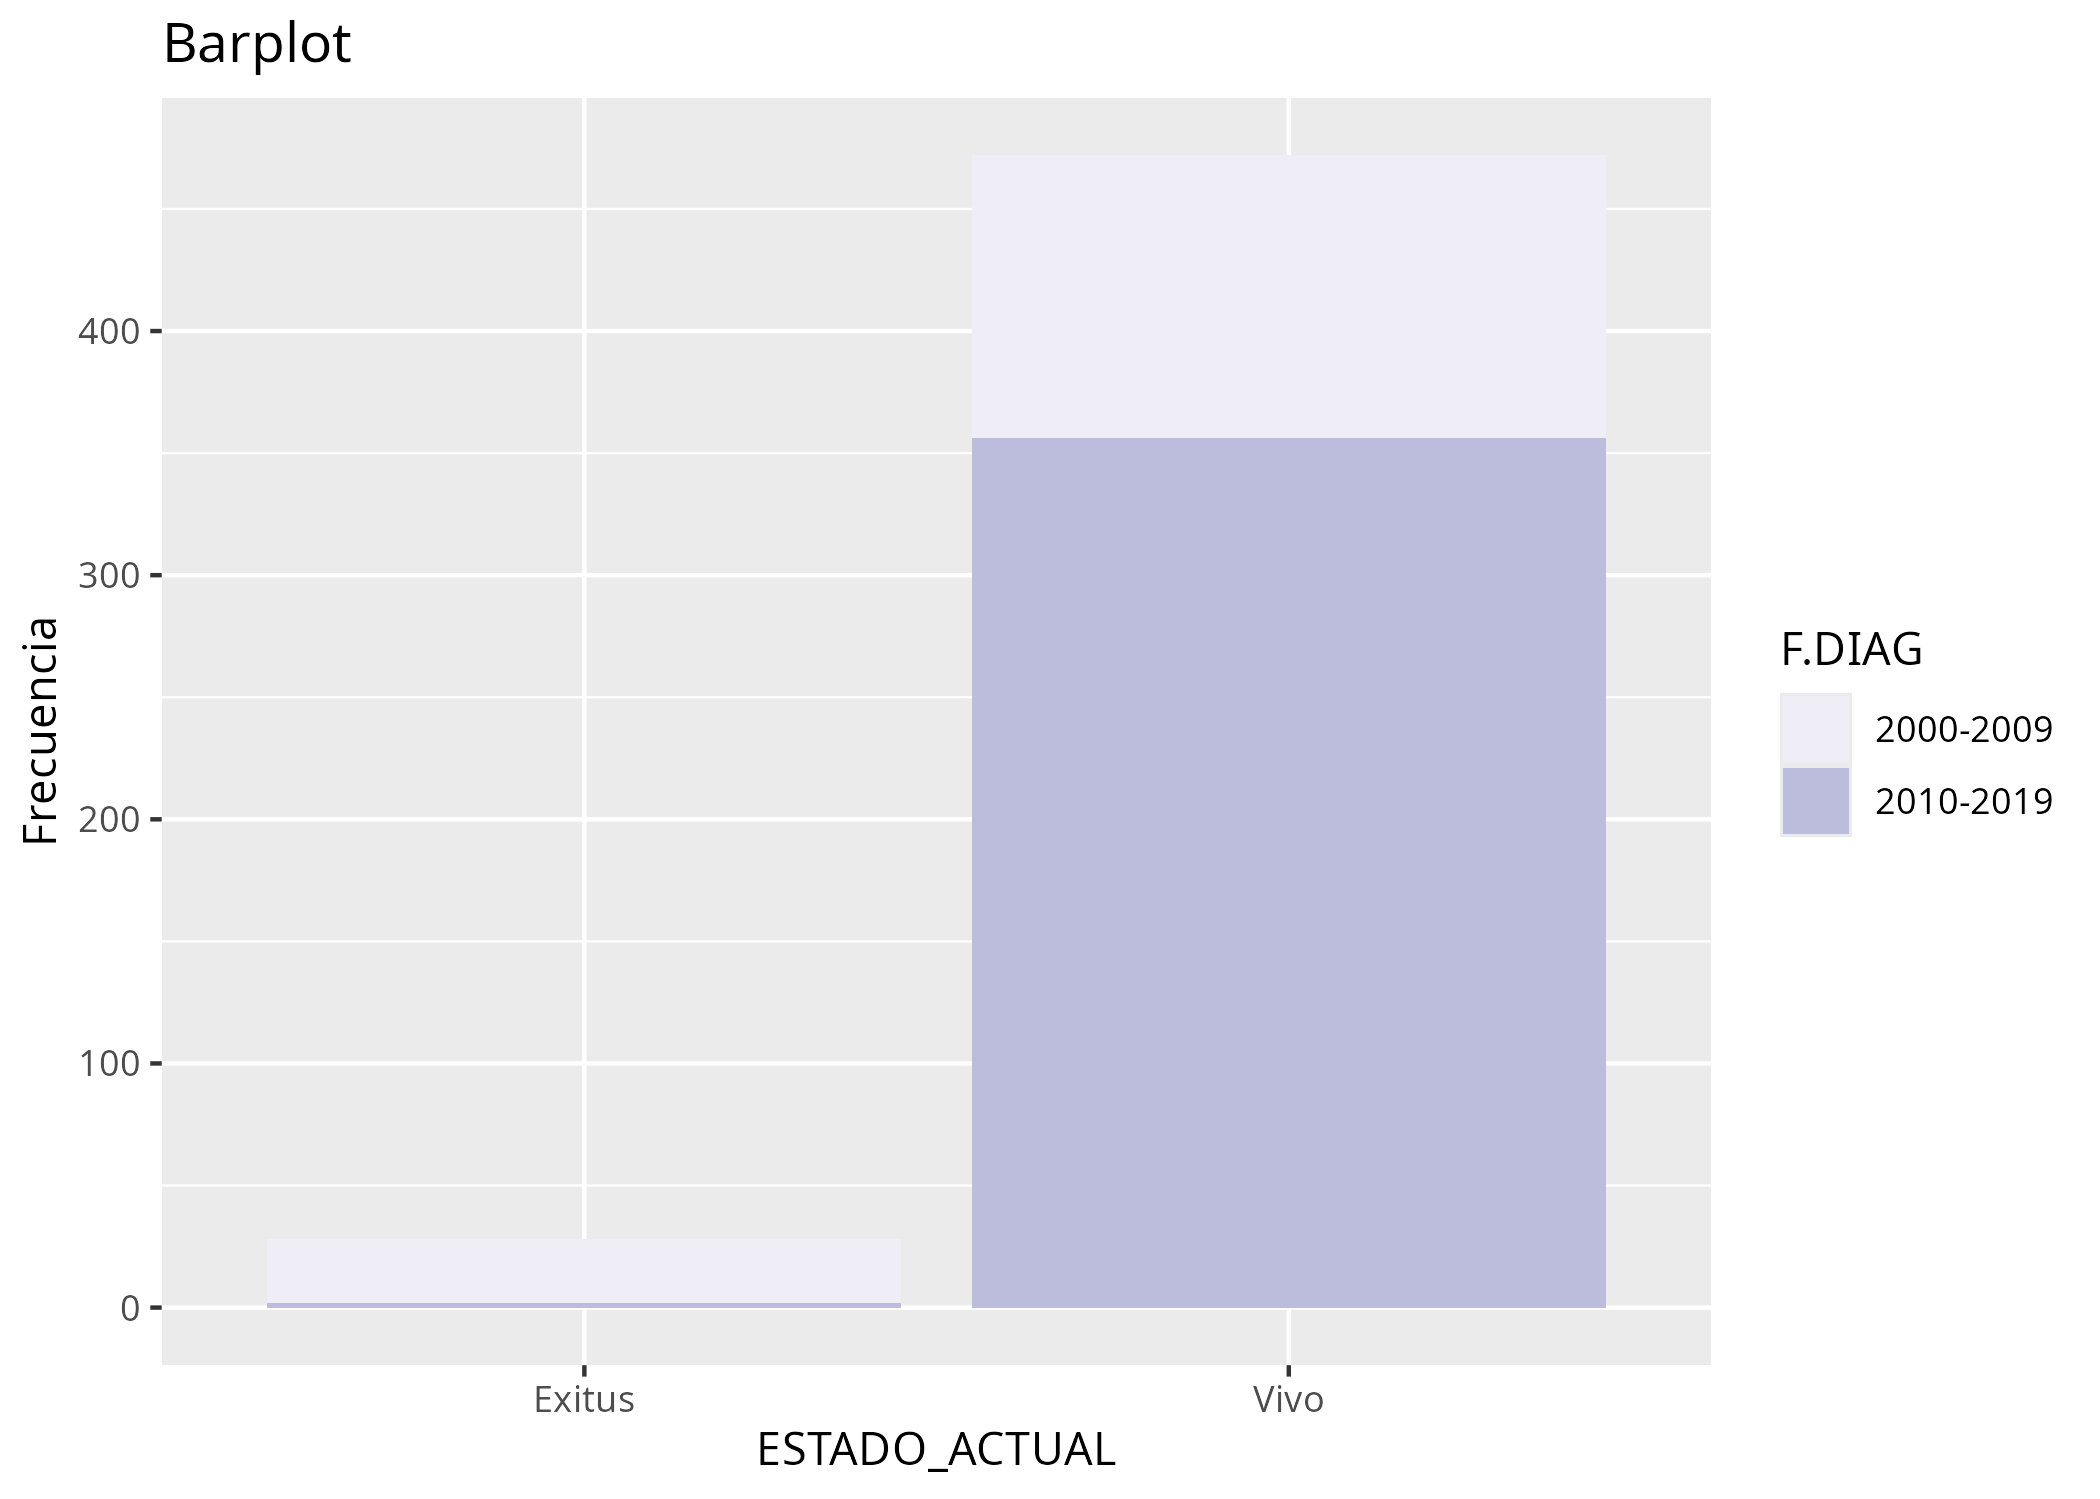 Barplot
Frecuencia
400
300
200
100
0
Exitus
Vivo
ESTADO_ACTUAL
F.DIAG
2000-2009
2010-2019